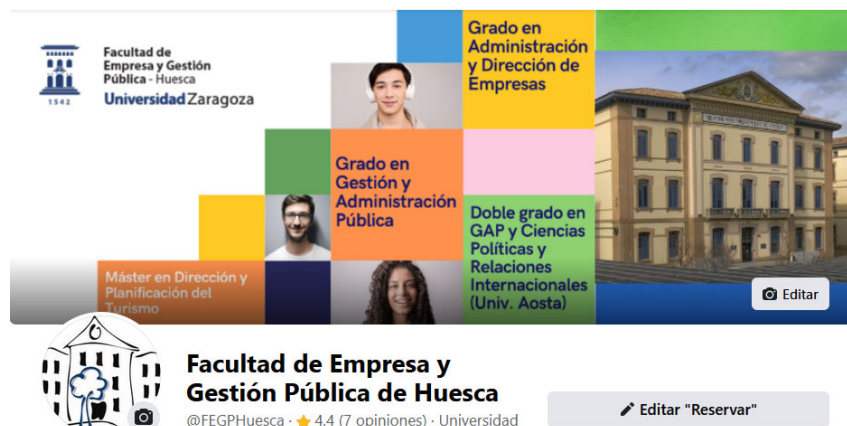 Facultad de
Empresa y Gestión
Pública - Huesca
Universidad Zaragoza
1542
Grado en
Administración
y Dirección de
Empresas
Grado en
Gestión y
Administración
Pública
Doble grado en
GAP y Ciencias
Políticas y
Relaciones
Internacionales
(Univ. Aosta)
Máster en Dirección y
Planificación del
Turismo
Editar
Facultad de Empresa y
Gestión Pública de Huesca
@FEGPHuesca · ⭐ 4.4 (7 opiniones) · Universidad
Editar "Reservar"